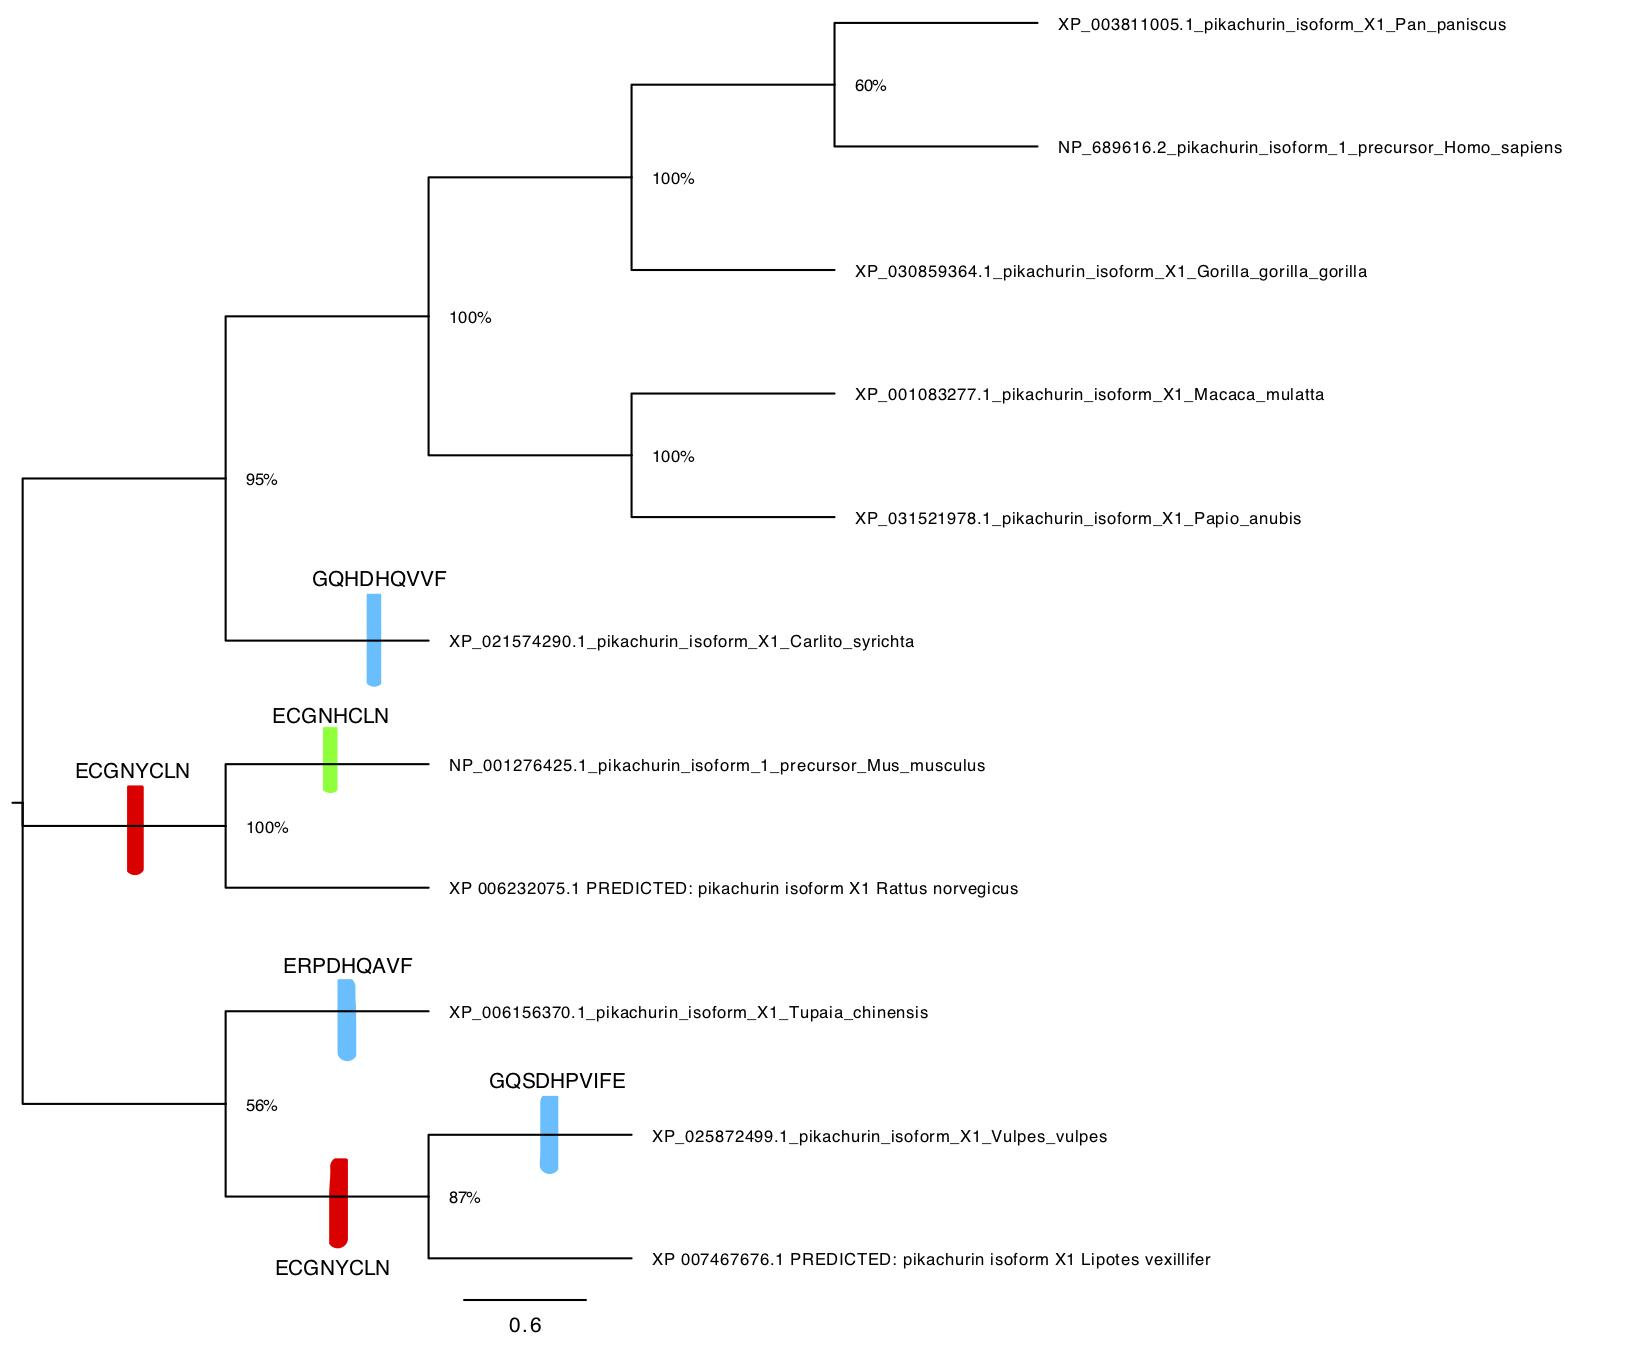 XP_003811005.1_pikachurin_isoform_X1_Pan_paniscus
60%
NP_689616.2_pikachurin_isoform_1_precursor_Homo_sapiens
100%
XP_030859364.1_pikachurin_isoform_X1_Gorilla_gorilla_gorilla
100%
XP_001083277.1_pikachurin_isoform_X1_Macaca_mulatta
100%
95%
XP_031521978.1_pikachurin_isoform_X1_Papio_anubis
GQHDHQVVF
XP_021574290.1_pikachurin_isoform_X1_Carlito_syrichta
ECGNHCLN
ECGNYCLN
NP_001276425.1_pikachurin_isoform_1_precursor_Mus_musculus
100%
XP 006232075.1 PREDICTED: pikachurin isoform X1 Rattus norvegicus
ERPDHQAVF
XP_006156370.1_pikachurin_isoform_X1_Tupaia_chinensis
GQSDHPVIFE
56%
XP_025872499.1_pikachurin_isoform_X1_Vulpes_vulpes
87%
XP 007467676.1 PREDICTED: pikachurin isoform X1 Lipotes vexillifer
ECGNYCLN
0.6